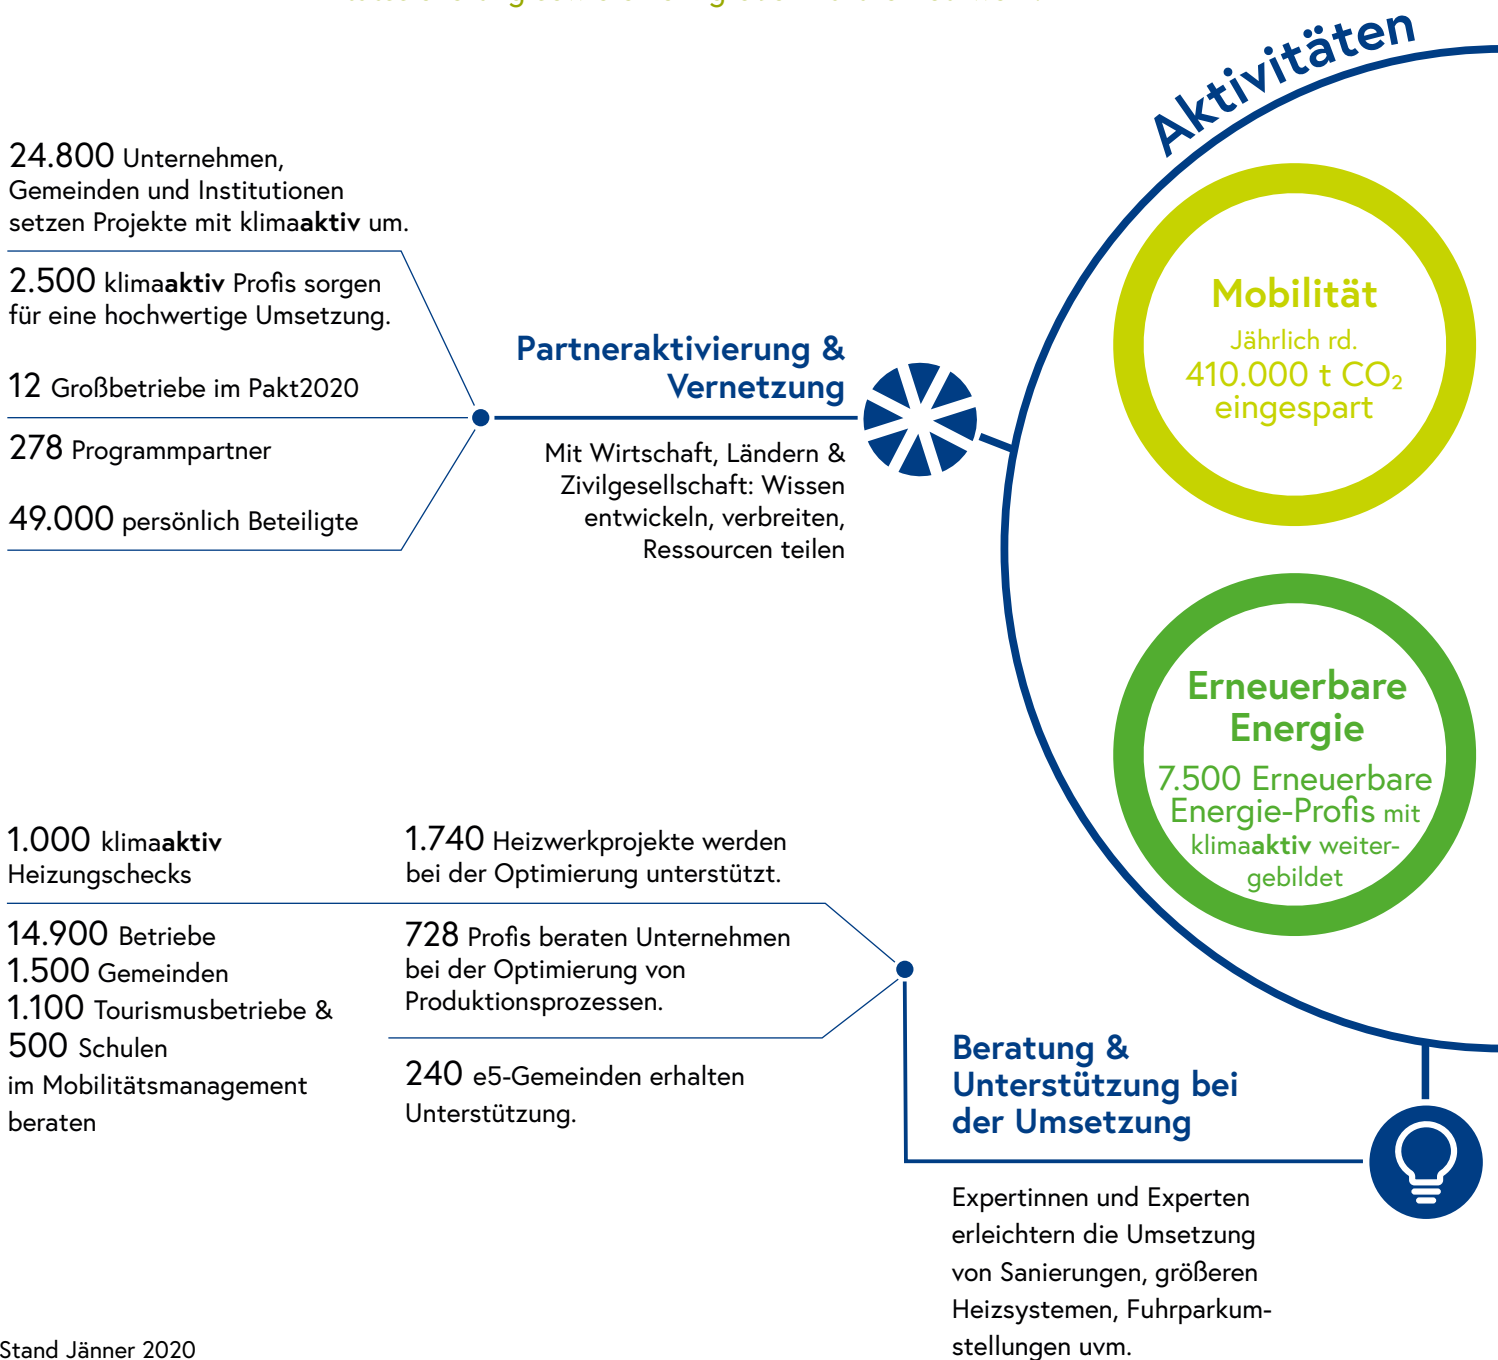 Aktivitäten
24.800 Unternehmen,
Gemeinden und Institutionen
setzen Projekte mit klimaaktiv um.
2.500 klimaaktiv Profis sorgen
für eine hochwertige Umsetzung.
12 Großbetriebe im Pakt2020
278 Programmpartner
49.000 persönlich Beteiligte
Partneraktivierung &
Vernetzung
Mit Wirtschaft, Ländern &
Zivilgesellschaft: Wissen
entwickeln, verbreiten,
Ressourcen teilen
Mobilität
Jährlich rd.
410.000 t CO₂
eingespart
Erneuerbare
Energie
7.500 Erneuerbare
Energie-Profis mit
klimaaktiv weiter-
gebildet
1.000 klimaaktiv
Heizungschecks
14.900 Betriebe
1.500 Gemeinden
1.100 Tourismusbetriebe &
500 Schulen
im Mobilitätsmanagement
beraten
1.740 Heizwerkprojekte werden
bei der Optimierung unterstützt.
728 Profis beraten Unternehmen
bei der Optimierung von
Produktionsprozessen.
240 e5-Gemeinden erhalten
Unterstützung.
Beratung &
Unterstützung bei
der Umsetzung
Expertinnen und Experten
erleichtern die Umsetzung
von Sanierungen, größeren
Heizsystemen, Fuhrparkum-
stellungen uvm.
Stand Jänner 2020